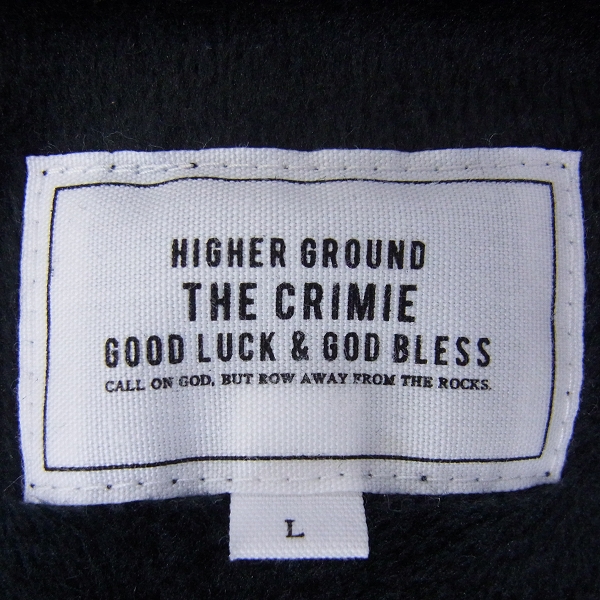 HIGHER GROUND
THE CRIMIE
GOOD LUCK & GOD BLESS
CALL ON GOD, BUT ROW AWAY FROM THE ROCKS.
L